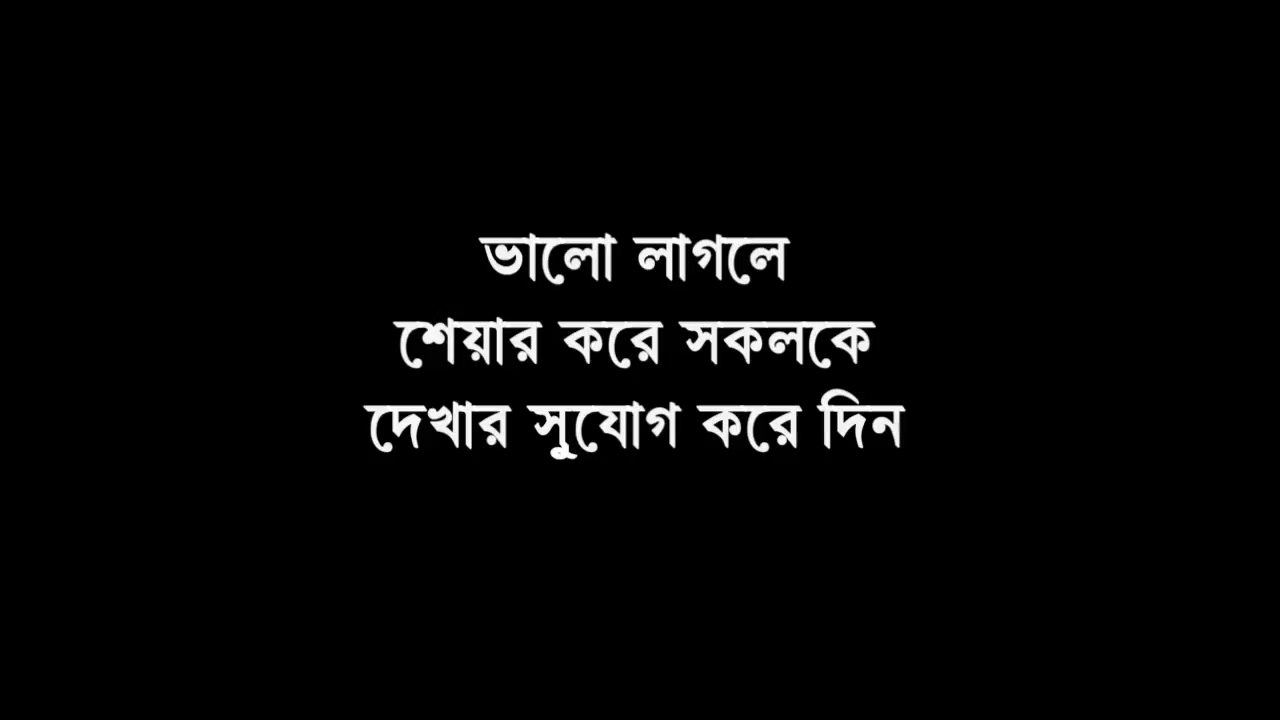 ভালো লাগলে
শেয়ার করে সকলকে
দেখার সুযোগ করে দিন